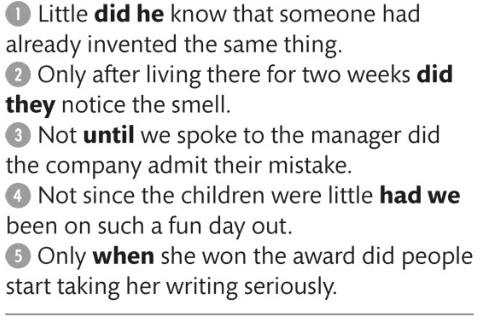 1 Little did he know that someone had
already invented the same thing.
2 Only after living there for two weeks did
they notice the smell.
3 Not until we spoke to the manager did
the company admit their mistake.
4 Not since the children were little had we
been on such a fun day out.
5 Only when she won the award did people
start taking her writing seriously.